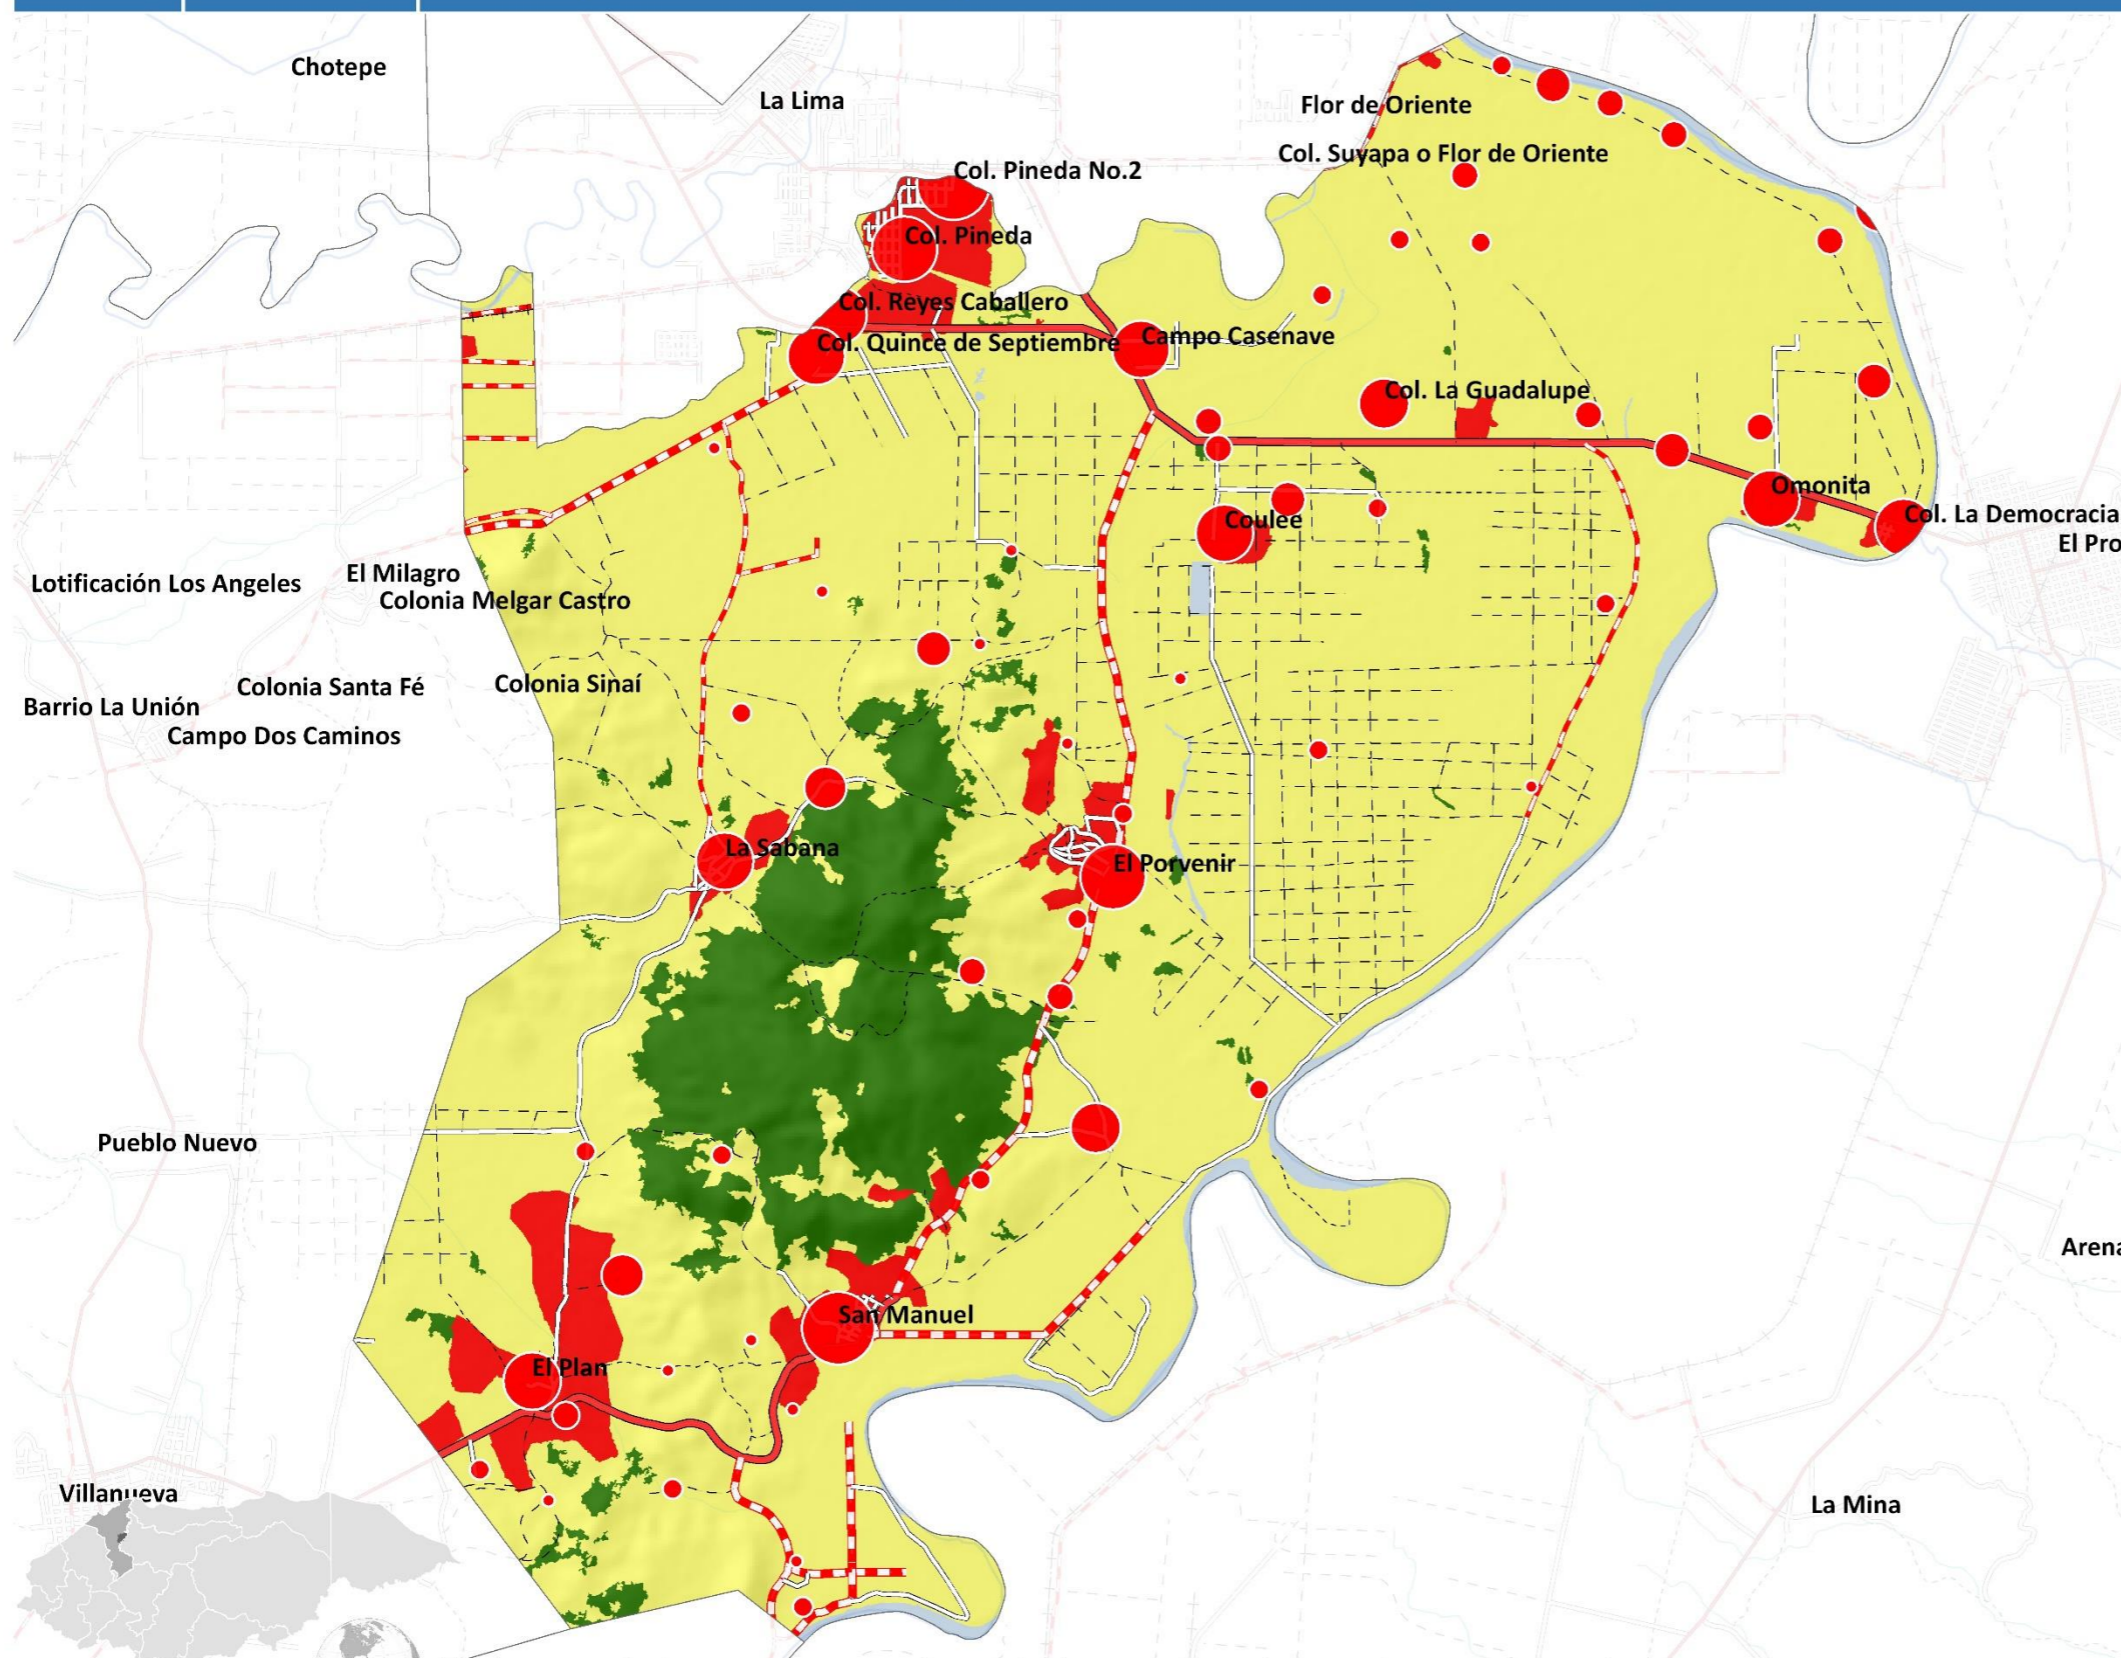 Chotepe
La Lima
Flor de Oriente
Col. Suyapa o Flor de Oriente
Col. Pineda No.2
Col. Pineda
Col. Reyes Caballero
Col. Quince de Septiembre
Campo Casenave
Col. La Guadalupe
Omonita
Col. La Democracia
El Pro
Coulee
Lotificación Los Angeles
El Milagro
Colonia Melgar Castro
Colonia Santa Fé
Colonia Sinaí
Barrio La Unión
Campo Dos Caminos
La Sabana
El Porvenir
Pueblo Nuevo
Arena
San Manuel
El Plan
Villanueva
La Mina